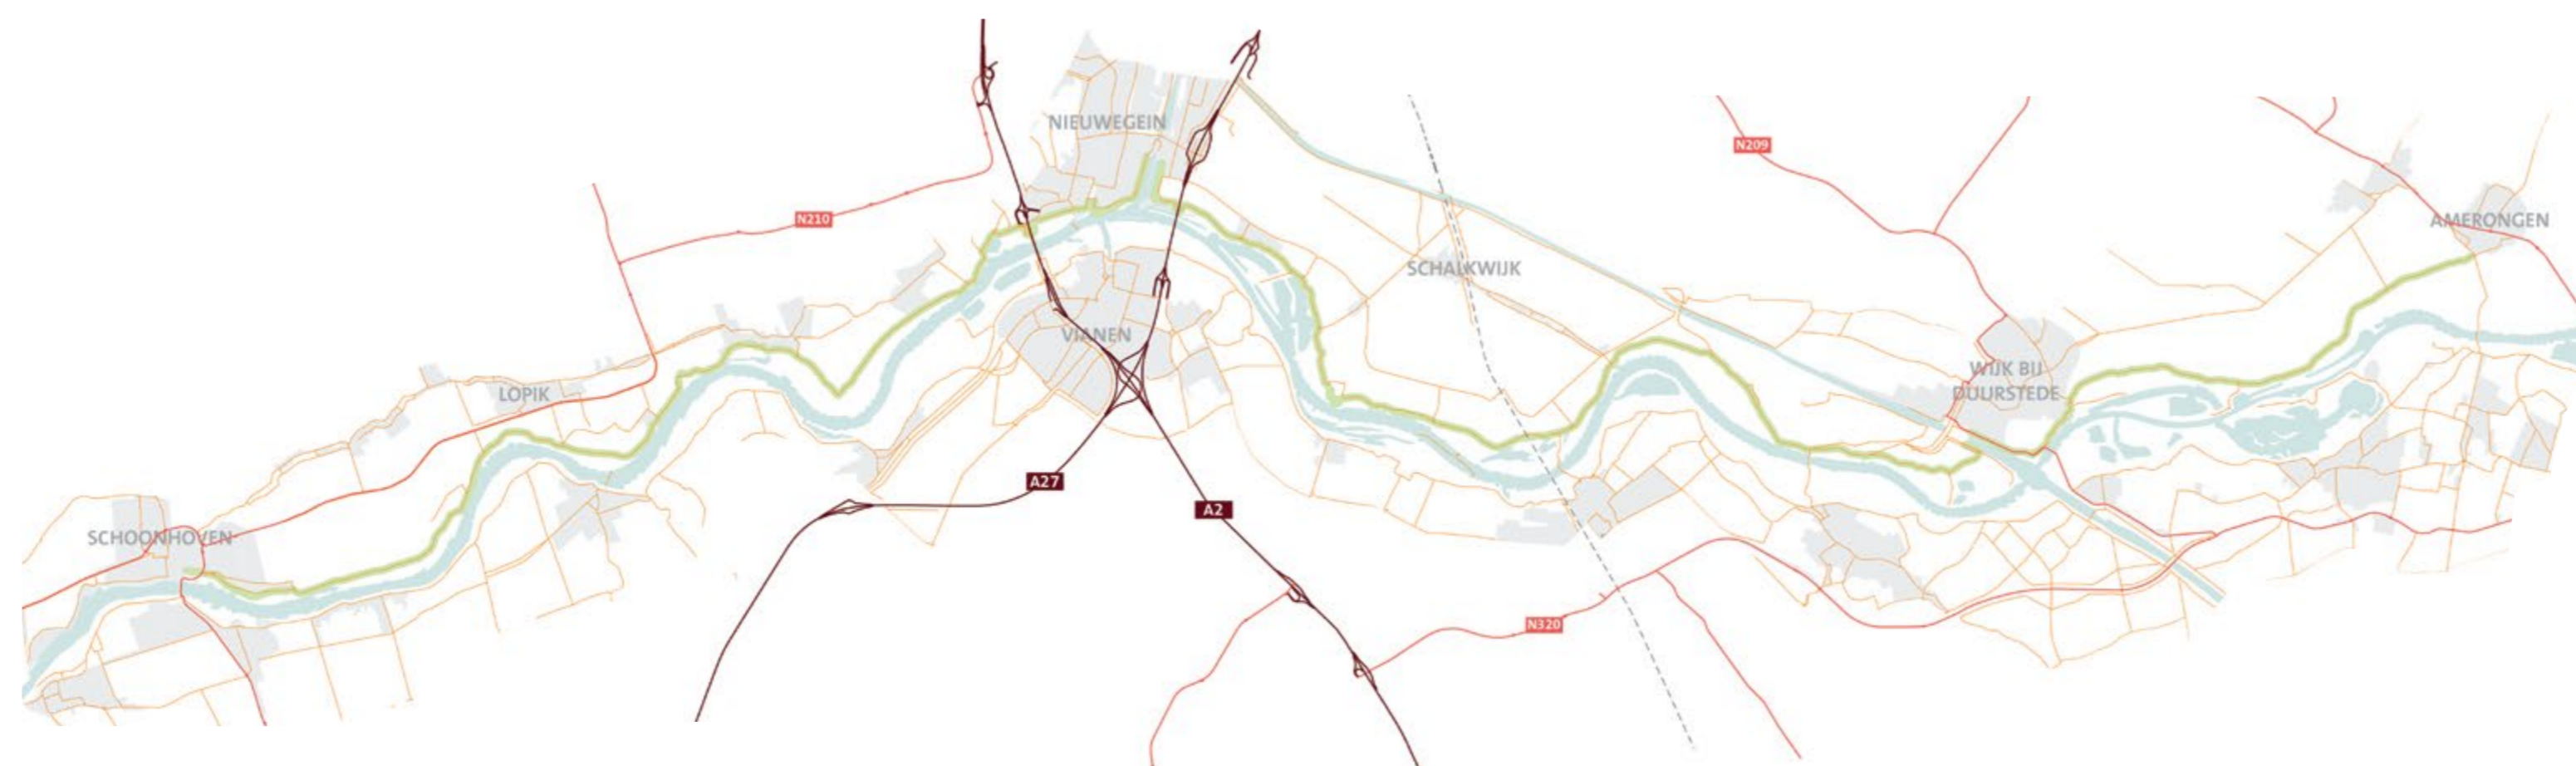 NIEUWEGEIN
N209
N210
AMERONGEN
SCHALKWIJK
VIANEN
WIJK BIJ
DUURSTEDE
LOPIK
A27
A2
SCHOONHOVEN
N320